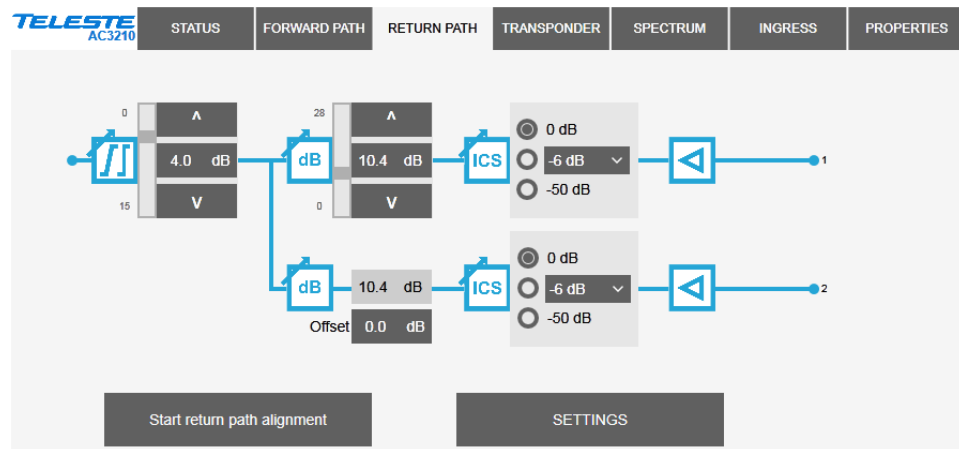 TELESTE
AC3210
STATUS
FORWARD PATH
RETURN PATH
TRANSPONDER
SPECTRUM
INGRESS
PROPERTIES
0
15
ʌ
4.0 dB
V
dB
28
0
ʌ
10.4 dB
V
ICS
0 dB
-6 dB
-50 dB
1
dB
10.4 dB
Offset 0.0 dB
ICS
0 dB
-6 dB
-50 dB
2
Start return path alignment
SETTINGS